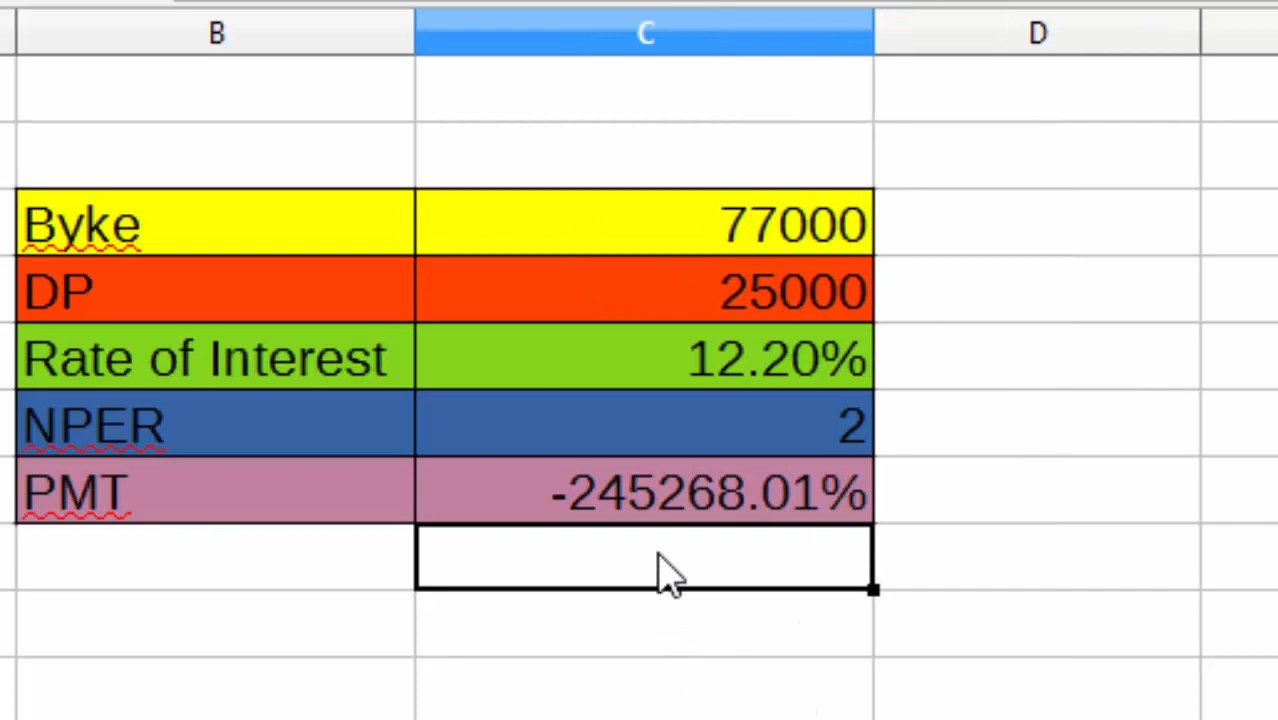 B C D
Byke 77000
DP 25000
Rate of Interest 12.20%
NPER 2
PMT -245268.01%